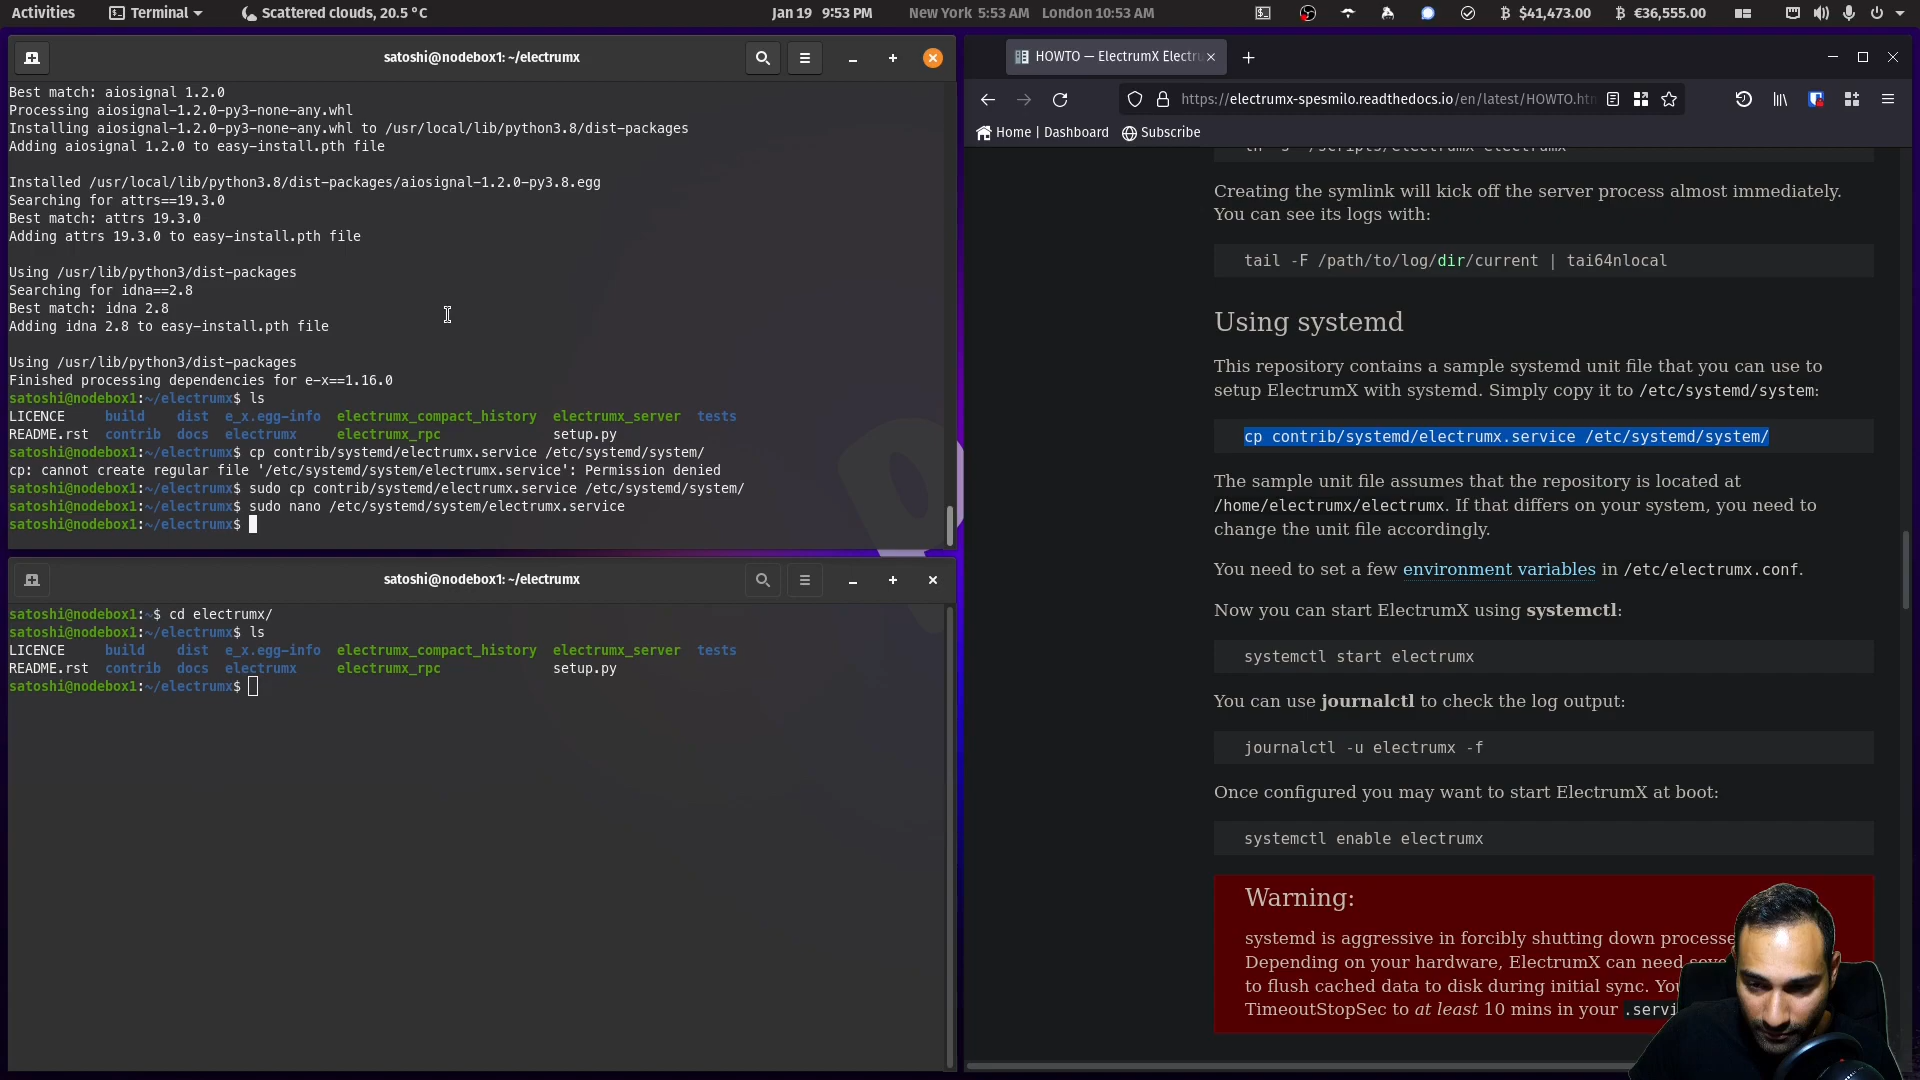 Activities
Terminal
Scattered clouds, 20.5 °C
Jan 19 9:53 PM
New York 5:53 AM London 10:53 AM
$41,473.00
€36,555.00
satoshi@nodebox1: ~/electrumx
Best match: aiosignal 1.2.0
Processing aiosignal-1.2.0-py3-none-any.whl
Installing aiosignal-1.2.0-py3-none-any.whl to /usr/local/lib/python3.8/dist-packages
Adding aiosignal 1.2.0 to easy-install.pth file
Installed /usr/local/lib/python3.8/dist-packages/aiosignal-1.2.0-py3.8.egg
Searching for attrs==19.3.0
Best match: attrs 19.3.0
Adding attrs 19.3.0 to easy-install.pth file
Using /usr/lib/python3/dist-packages
Searching for idna==2.8
Best match: idna 2.8
Adding idna 2.8 to easy-install.pth file
Using /usr/lib/python3/dist-packages
Finished processing dependencies for e-x==1.16.0
satoshi@nodebox1:~/electrumx$ ls
LICENCE build dist e_x.egg-info electrumx_compact_history electrumx_server tests
README.rst contrib docs electrumx electrumx_rpc setup.py
satoshi@nodebox1:~/electrumx$ cp contrib/systemd/electrumx.service /etc/systemd/system/
cp: cannot create regular file '/etc/systemd/system/electrumx.service': Permission denied
satoshi@nodebox1:~/electrumx$ sudo cp contrib/systemd/electrumx.service /etc/systemd/system/
satoshi@nodebox1:~/electrumx$ sudo nano /etc/systemd/system/electrumx.service
satoshi@nodebox1:~/electrumx$
satoshi@nodebox1: ~/electrumx
satoshi@nodebox1:~$ cd electrumx/
satoshi@nodebox1:~/electrumx$ ls
LICENCE build dist e_x.egg-info electrumx_compact_history electrumx_server tests
README.rst contrib docs electrumx electrumx_rpc setup.py
satoshi@nodebox1:~/electrumx$
HOWTO — ElectrumX Electru
https://electrumx-spesmilo.readthedocs.io/en/latest/HOWTO.htm
Home | Dashboard
Subscribe
ln -s ~/scripts/electrumx electrumx
Creating the symlink will kick off the server process almost immediately.
You can see its logs with:
tail -F /path/to/log/dir/current | tai64nlocal
Using systemd
This repository contains a sample systemd unit file that you can use to
setup ElectrumX with systemd. Simply copy it to /etc/systemd/system:
cp contrib/systemd/electrumx.service /etc/systemd/system/
The sample unit file assumes that the repository is located at
/home/electrumx/electrumx. If that differs on your system, you need to
change the unit file accordingly.
You need to set a few environment variables in /etc/electrumx.conf.
Now you can start ElectrumX using systemctl:
systemctl start electrumx
You can use journalctl to check the log output:
journalctl -u electrumx -f
Once configured you may want to start ElectrumX at boot:
systemctl enable electrumx
Warning:
systemd is aggressive in forcibly shutting down processe
Depending on your hardware, ElectrumX can need
to flush cached data to disk during initial sync. You
TimeoutStopSec to at least 10 mins in your .servi